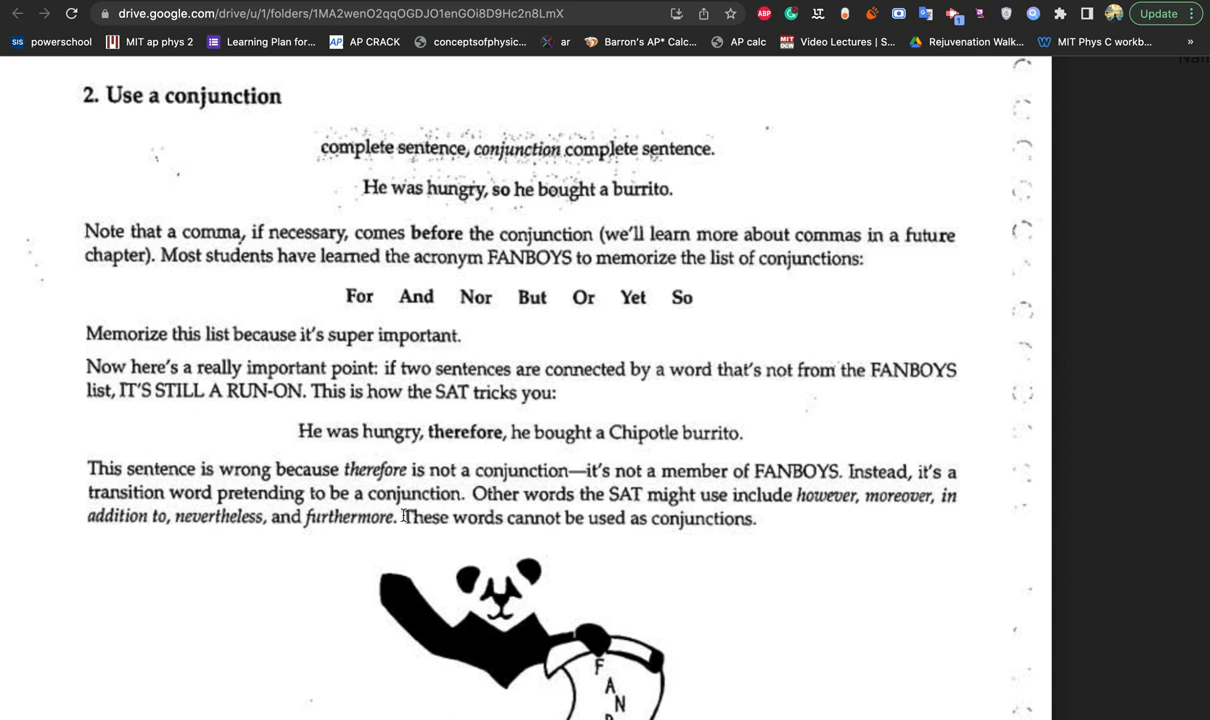 drive.google.com/drive/u/1/folders/1MA2wenO2qqOGDJO1enGOi8D9Hc2n8LmX
Update
powerschool
MIT ap phys 2
Learning Plan for...
AP CRACK
conceptsofphysic...
ar
Barron's AP* Calc...
AP calc
Video Lectures | S...
Rejuvenation Walk...
MIT Phys C workb...
»
2. Use a conjunction
complete sentence, conjunction complete sentence.
He was hungry, so he bought a burrito.
Note that a comma, if necessary, comes before the conjunction (we'll learn more about commas in a future
chapter). Most students have learned the acronym FANBOYS to memorize the list of conjunctions:
For And Nor But Or Yet So
Memorize this list because it's super important.
Now here's a really important point: if two sentences are connected by a word that's not from the FANBOYS
list, IT'S STILL A RUN-ON. This is how the SAT tricks you:
He was hungry, therefore, he bought a Chipotle burrito.
This sentence is wrong because therefore is not a conjunction—it's not a member of FANBOYS. Instead, it's a
transition word pretending to be a conjunction. Other words the SAT might use include however, moreover, in
addition to, nevertheless, and furthermore. These words cannot be used as conjunctions.
F
A
N